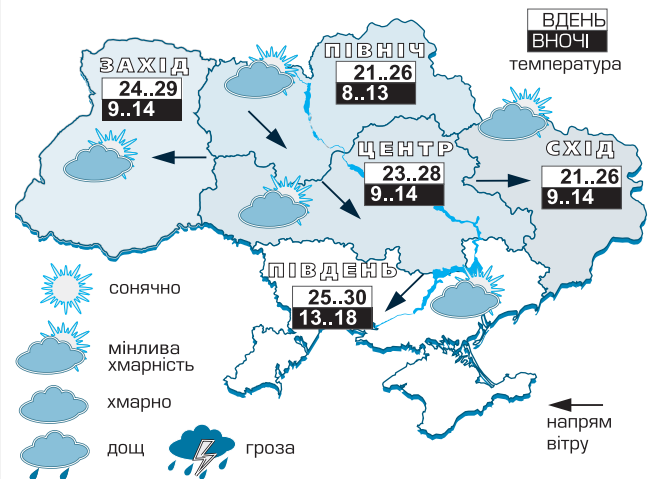 ВДЕНЬ
ВНОЧІ
температура
ПІВНІЧ
21..26
8..13
ЗАХІД
24..29
9..14
ЦЕНТР
23..28
9..14
СХІД
21..26
9..14
ПІВДЕНЬ
25..30
13..18
сонячно
мінлива
хмарність
хмарно
дощ
гроза
напрям
вітру